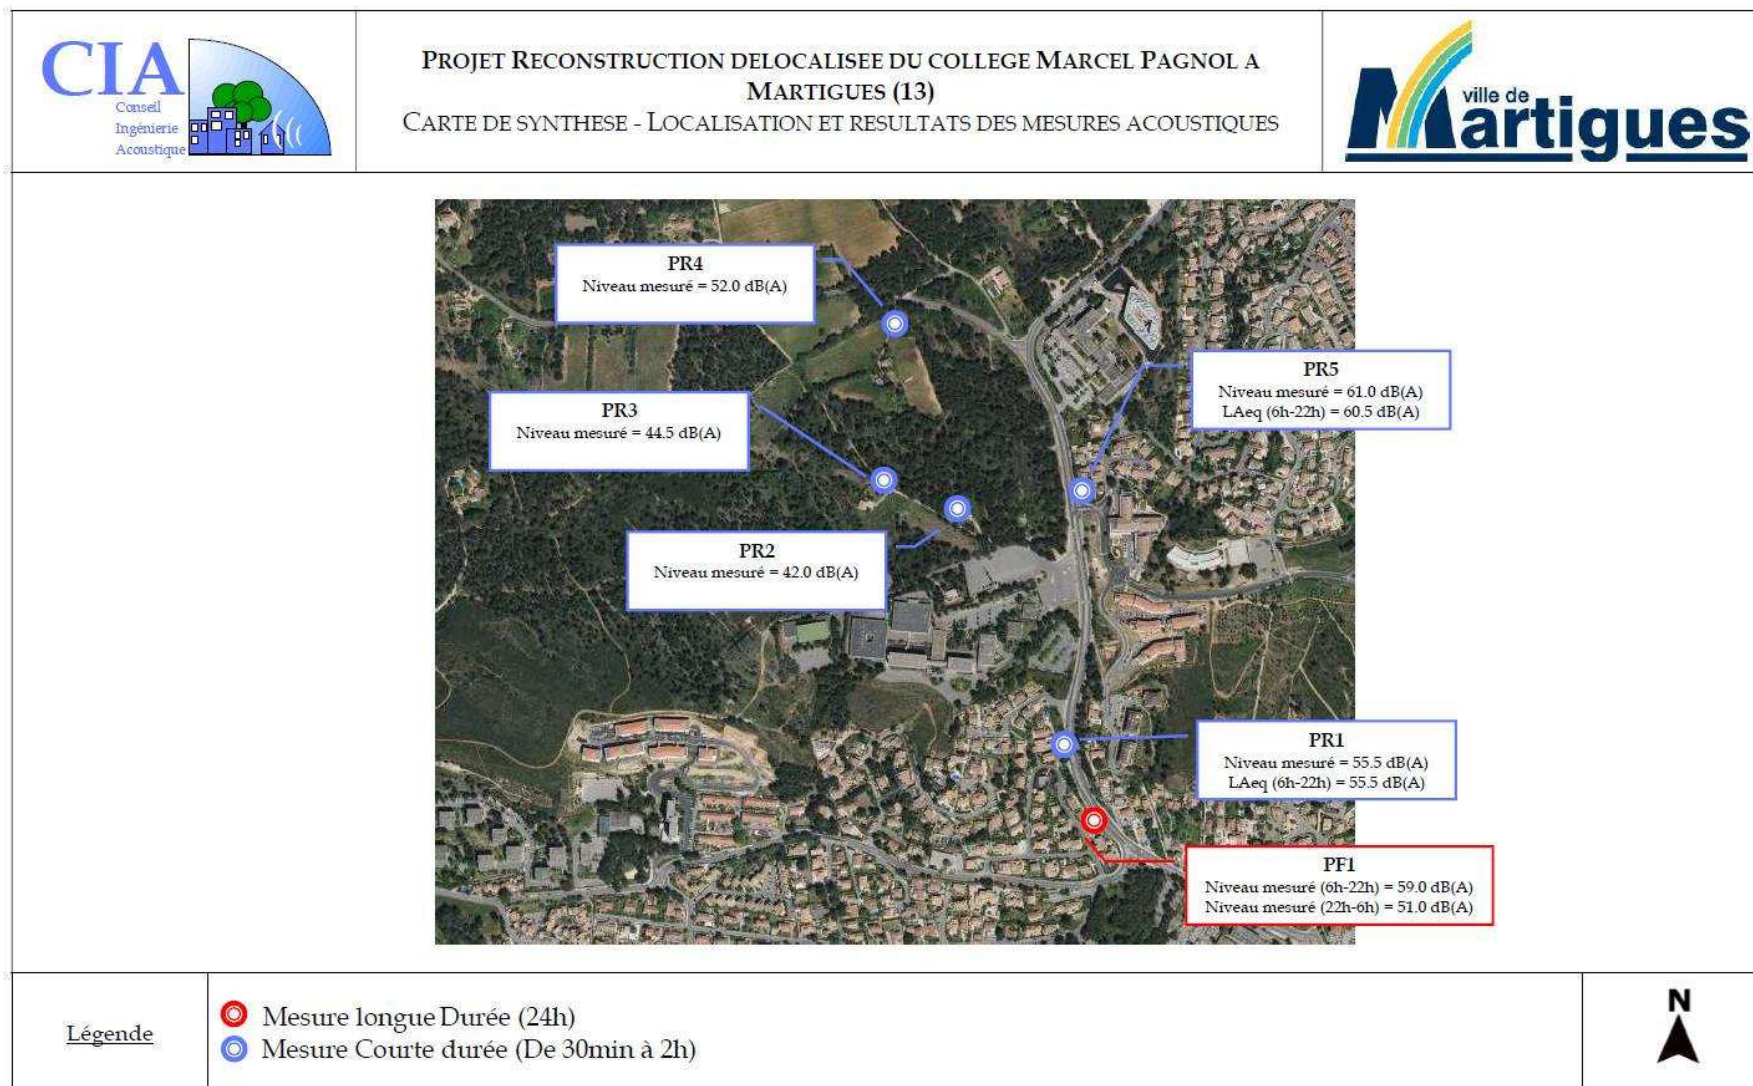 CIA
Conseil
Ingénierie
Acoustique
PROJET RECONSTRUCTION DELOCALISEE DU COLLEGE MARCEL PAGNOL A
MARTIGUES (13)
CARTE DE SYNTHESE - LOCALISATION ET RESULTATS DES MESURES ACOUSTIQUES
ville de
Martigues
PR4
Niveau mesuré = 52.0 dB(A)
PR5
Niveau mesuré = 61.0 dB(A)
LAeq (6h-22h) = 60.5 dB(A)
PR3
Niveau mesuré = 44.5 dB(A)
PR2
Niveau mesuré = 42.0 dB(A)
PR1
Niveau mesuré = 55.5 dB(A)
LAeq (6h-22h) = 55.5 dB(A)
PF1
Niveau mesuré (6h-22h) = 59.0 dB(A)
Niveau mesuré (22h-6h) = 51.0 dB(A)
Légende
Mesure longue Durée (24h)
Mesure Courte durée (De 30min à 2h)
N